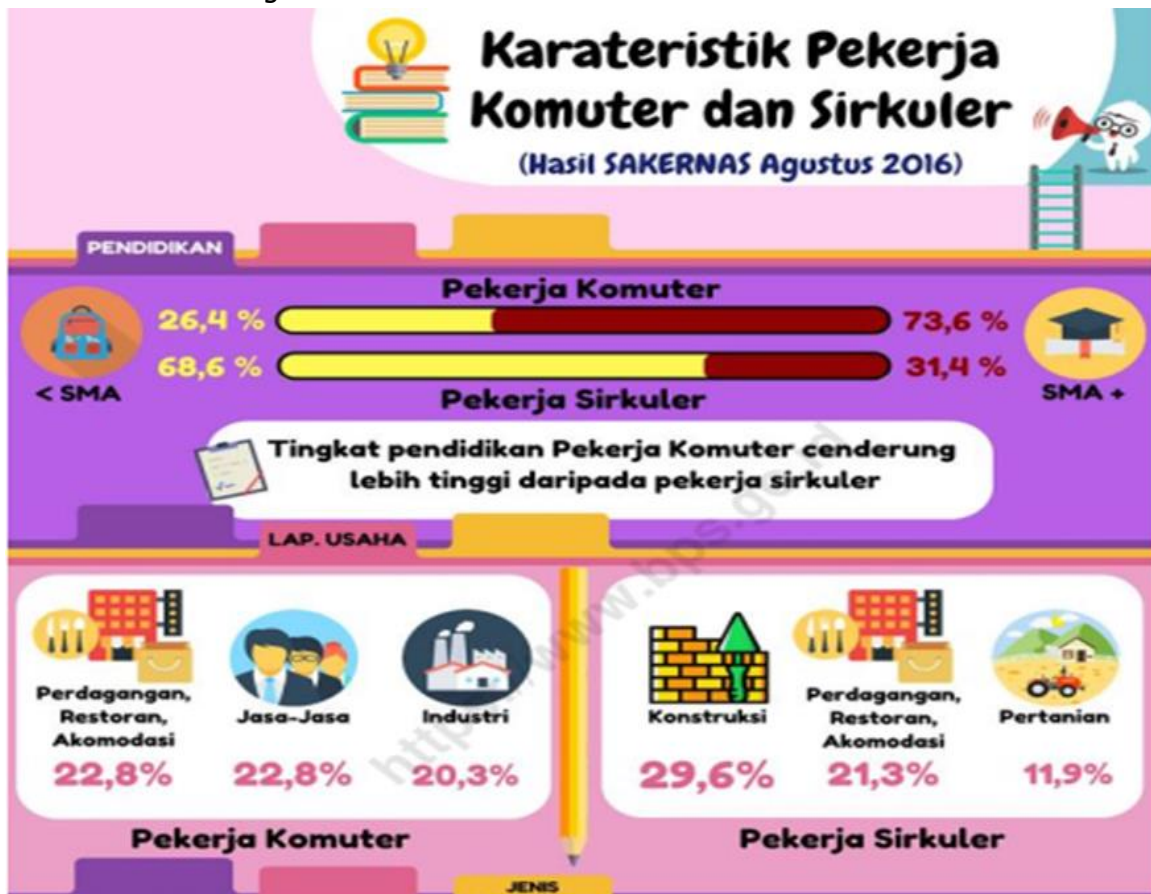 Karateristik Pekerja
Komuter dan Sirkuler
(Hasil SAKERNAS Agustus 2016)
PENDIDIKAN
Pekerja Komuter
26,4 %
73,6 %
68,6 %
31,4 %
< SMA
SMA +
Pekerja Sirkuler
Tingkat pendidikan Pekerja Komuter cenderung
lebih tinggi daripada pekerja sirkuler
LAP. USAHA
Perdagangan,
Restoran,
Akomodasi
22,8%
Jasa-Jasa
22,8%
Industri
20,3%
Pekerja Komuter
Konstruksi
29,6%
Perdagangan,
Restoran,
Akomodasi
21,3%
Pertanian
11,9%
Pekerja Sirkuler
JENIS